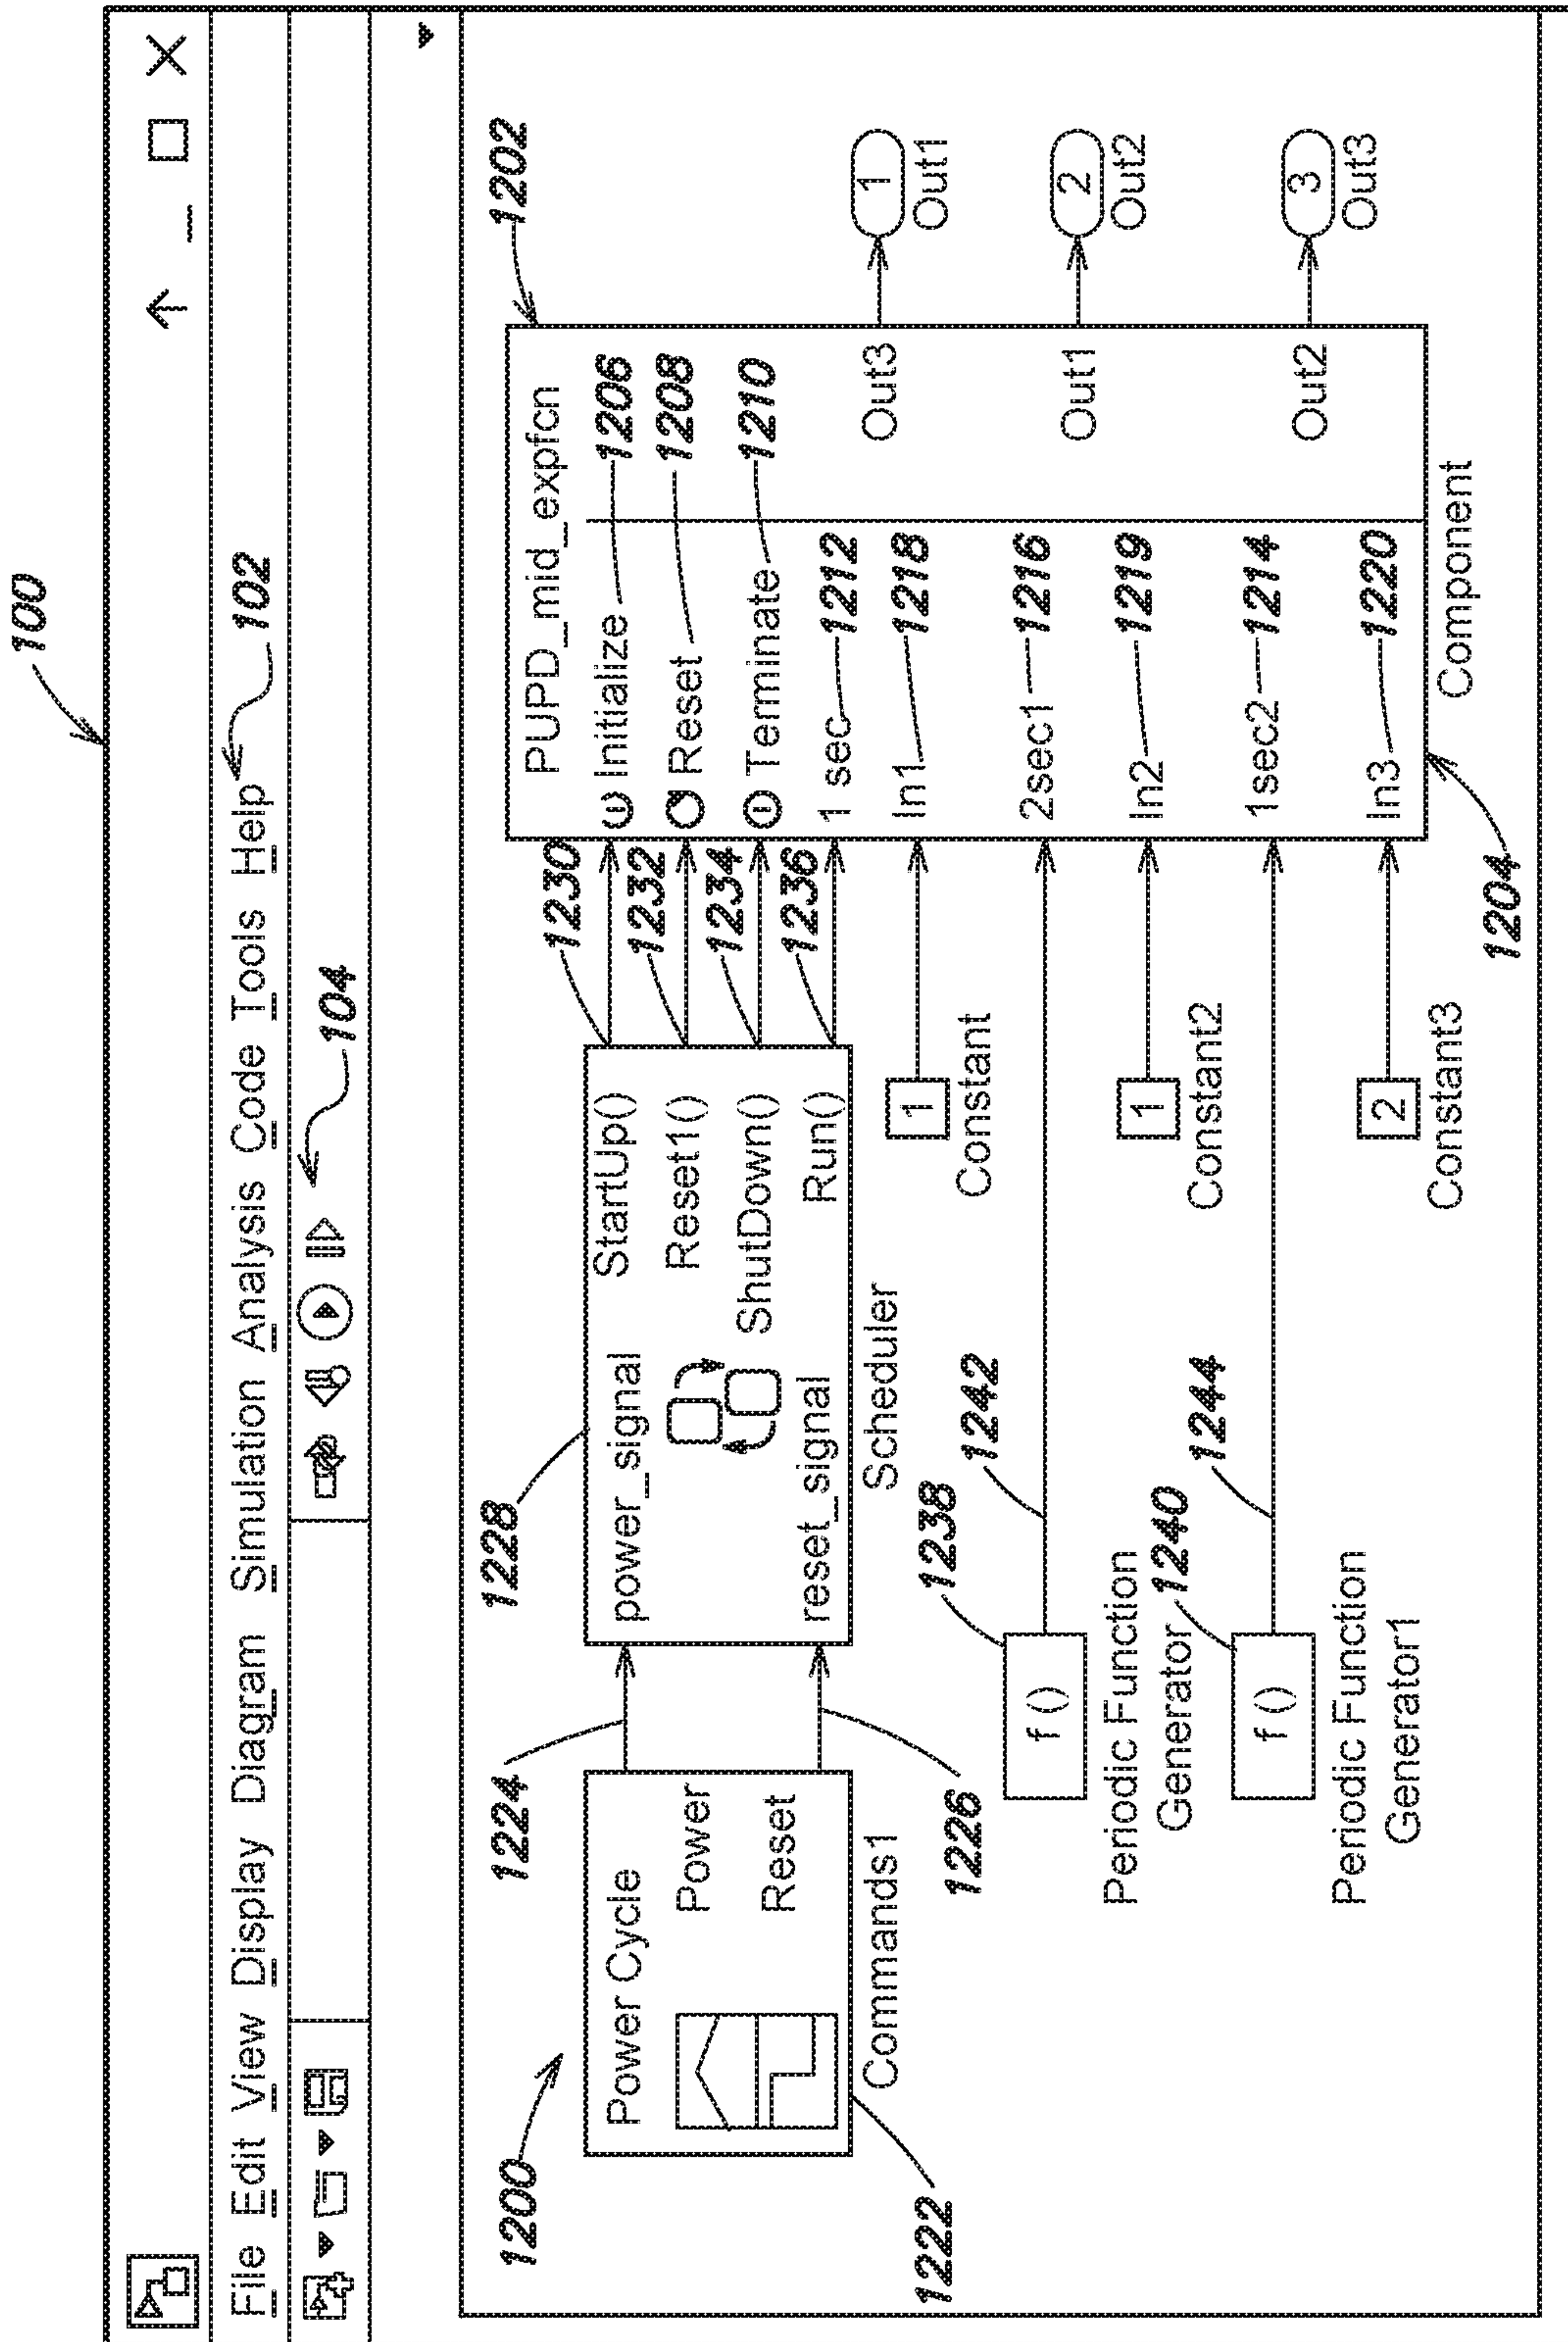 100
File Edit View Display Diagram Simulation Analysis Code Tools Help
102
104
1200
1202
1224
1228
1230
1232
1234
1236
Power Cycle
Power
Reset
Commands1
1222
1226
power_signal
reset_signal
StartUp()
Reset1()
ShutDown()
Run()
Scheduler
PUPD_mid_expfcn
Initialize 1206
Reset 1208
Terminate 1210
1 sec 1212
In1 1218
2sec1 1216
In2 1219
1sec2 1214
In3 1220
Out3
Out1
Out2
Component
1204
1
Out1
2
Out2
3
Out3
1
Constant
1
Constant2
2
Constant3
1238
1242
f ()
Periodic Function
Generator
1240
1244
f ()
Periodic Function
Generator1